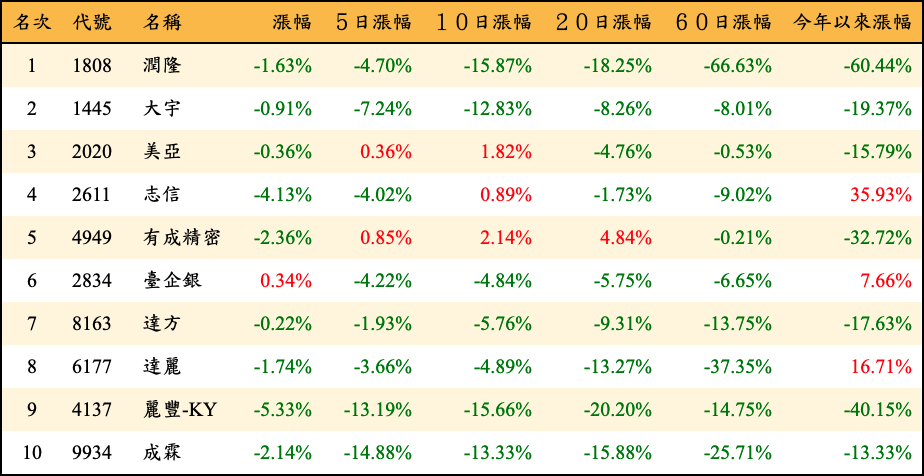 名次 代號 名稱 漲幅 5日漲幅 10日漲幅 20日漲幅 60日漲幅 今年以來漲幅
1 1808 潤隆 -1.63% -4.70% -15.87% -18.25% -66.63% -60.44%
2 1445 大宇 -0.91% -7.24% -12.83% -8.26% -8.01% -19.37%
3 2020 美亞 -0.36% 0.36% 1.82% -4.76% -0.53% -15.79%
4 2611 志信 -4.13% -4.02% 0.89% -1.73% -9.02% 35.93%
5 4949 有成精密 -2.36% 0.85% 2.14% 4.84% -0.21% -32.72%
6 2834 臺企銀 0.34% -4.22% -4.84% -5.75% -6.65% 7.66%
7 8163 達方 -0.22% -1.93% -5.76% -9.31% -13.75% -17.63%
8 6177 達麗 -1.74% -3.66% -4.89% -13.27% -37.35% 16.71%
9 4137 麗豐-KY -5.33% -13.19% -15.66% -20.20% -14.75% -40.15%
10 9934 成霖 -2.14% -14.88% -13.33% -15.88% -25.71% -13.33%